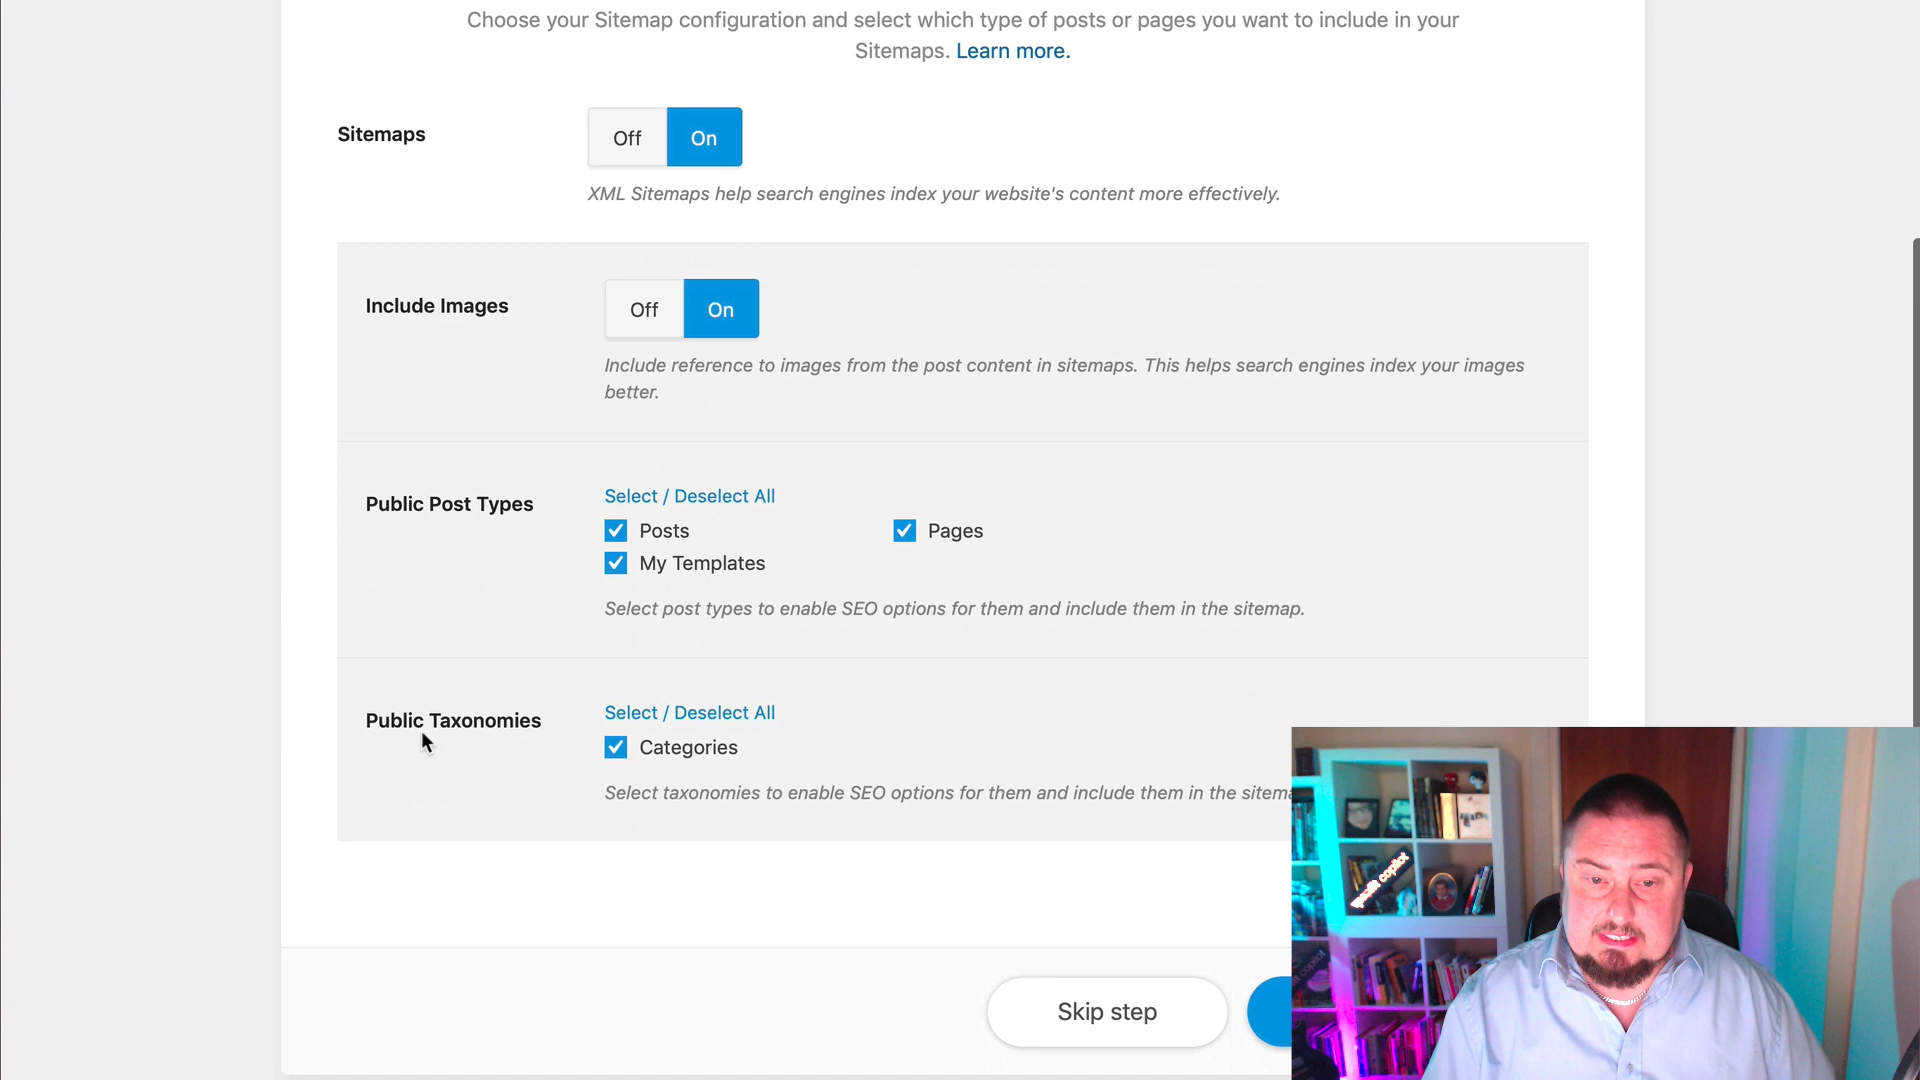 Choose your Sitemap configuration and select which type of posts or pages you want to include in your
Sitemaps. Learn more.
Sitemaps
Off On
XML Sitemaps help search engines index your website's content more effectively.
Include Images
Off On
Include reference to images from the post content in sitemaps. This helps search engines index your images
better.
Public Post Types
Select / Deselect All
Posts Pages
My Templates
Select post types to enable SEO options for them and include them in the sitemap.
Public Taxonomies
Select / Deselect All
Categories
Select taxonomies to enable SEO options for them and include them in the
copilot
Skip step